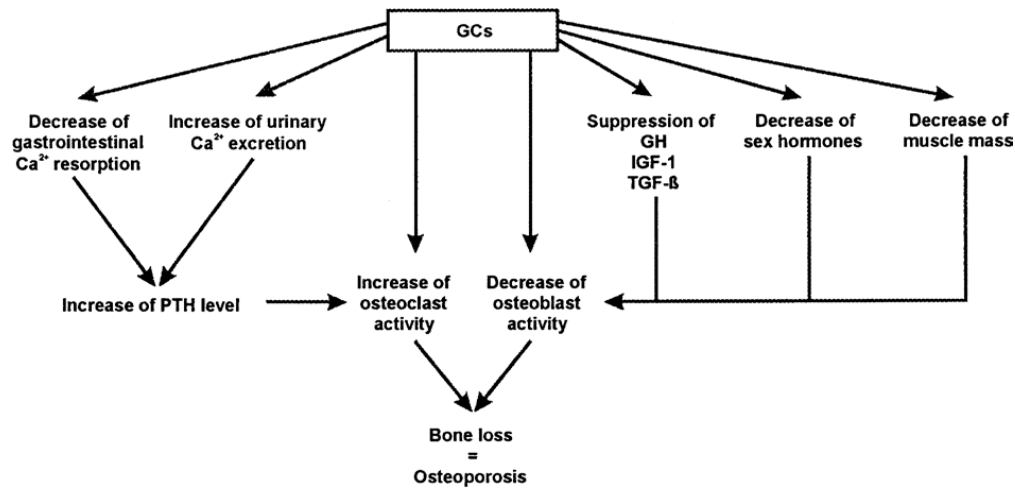 GCs
Decrease of
gastrointestinal
Ca²⁺ resorption
Increase of urinary
Ca²⁺ excretion
Suppression of
GH
IGF-1
TGF-ß
Decrease of
sex hormones
Decrease of
muscle mass
Increase of PTH level
Increase of
osteoclast
activity
Decrease of
osteoblast
activity
Bone loss
=
Osteoporosis